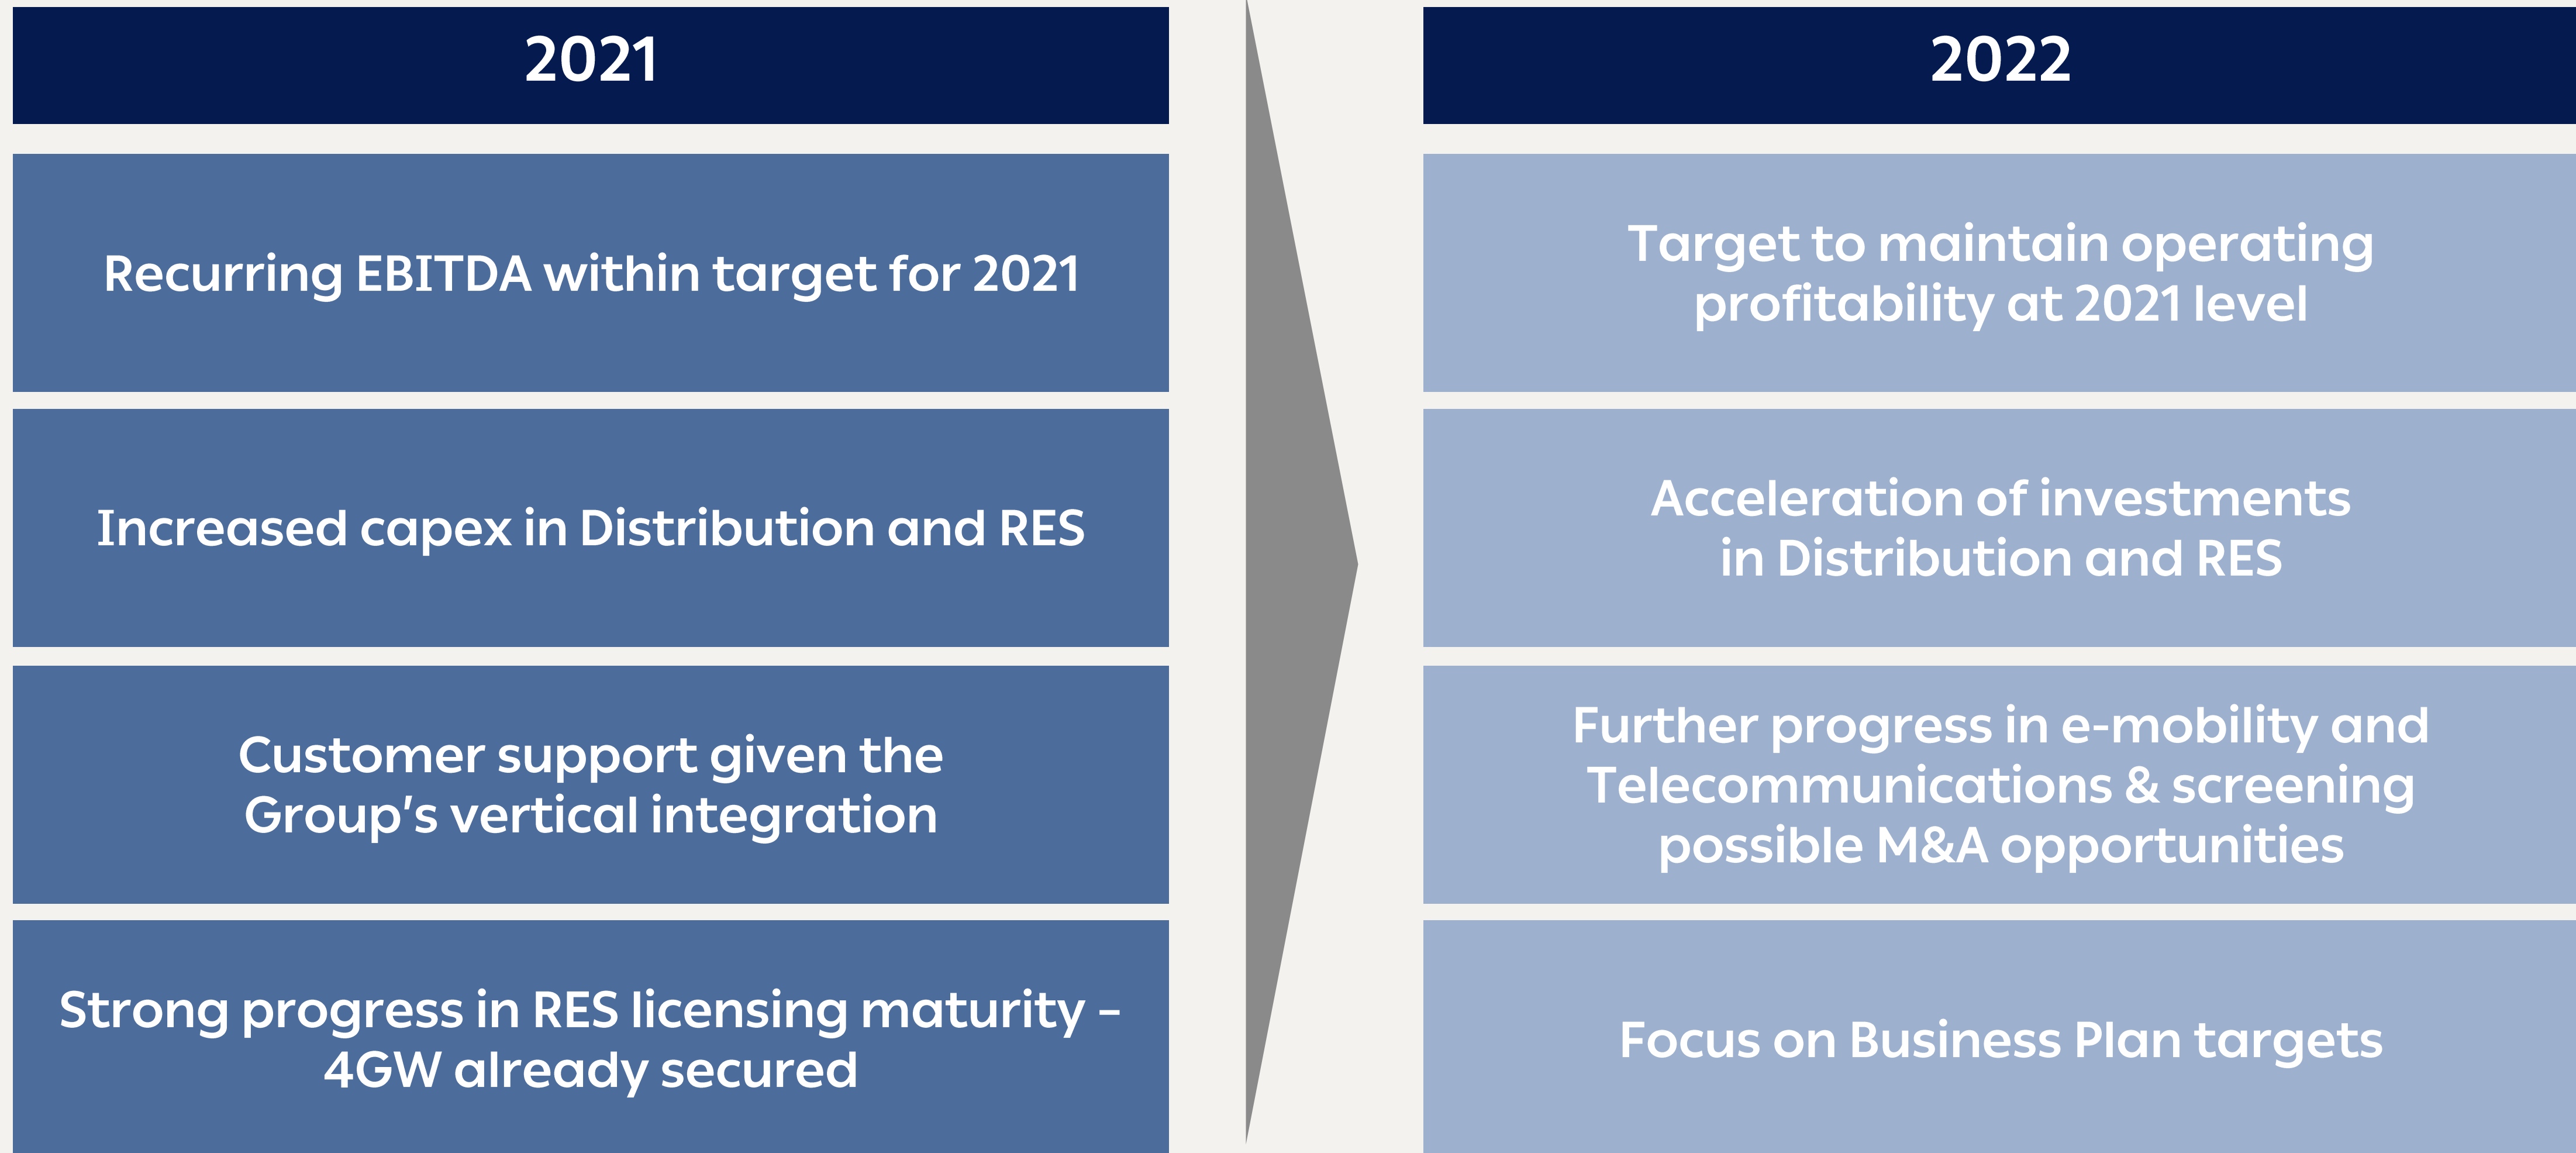 2021
Recurring EBITDA within target for 2021
Increased capex in Distribution and RES
Customer support given the
Group’s vertical integration
Strong progress in RES licensing maturity –
4GW already secured
2022
Target to maintain operating
profitability at 2021 level
Acceleration of investments
in Distribution and RES
Further progress in e-mobility and
Telecommunications & screening
possible M&A opportunities
Focus on Business Plan targets